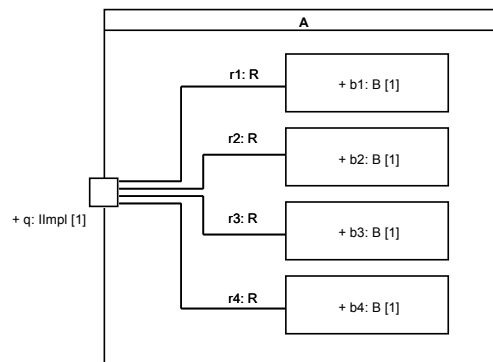 A
r1: R
+ b1: B [1]
r2: R
+ b2: B [1]
+ q: IImpl [1]
r3: R
+ b3: B [1]
r4: R
+ b4: B [1]